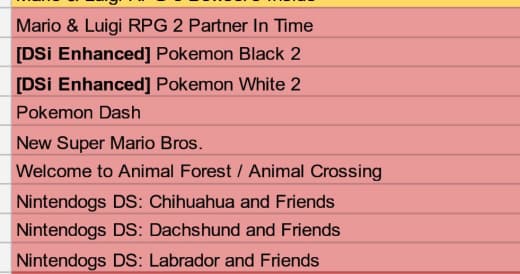 Mario & Luigi RPG 2 Partner In Time
[DSi Enhanced] Pokemon Black 2
[DSi Enhanced] Pokemon White 2
Pokemon Dash
New Super Mario Bros.
Welcome to Animal Forest / Animal Crossing
Nintendogs DS: Chihuahua and Friends
Nintendogs DS: Dachshund and Friends
Nintendogs DS: Labrador and Friends